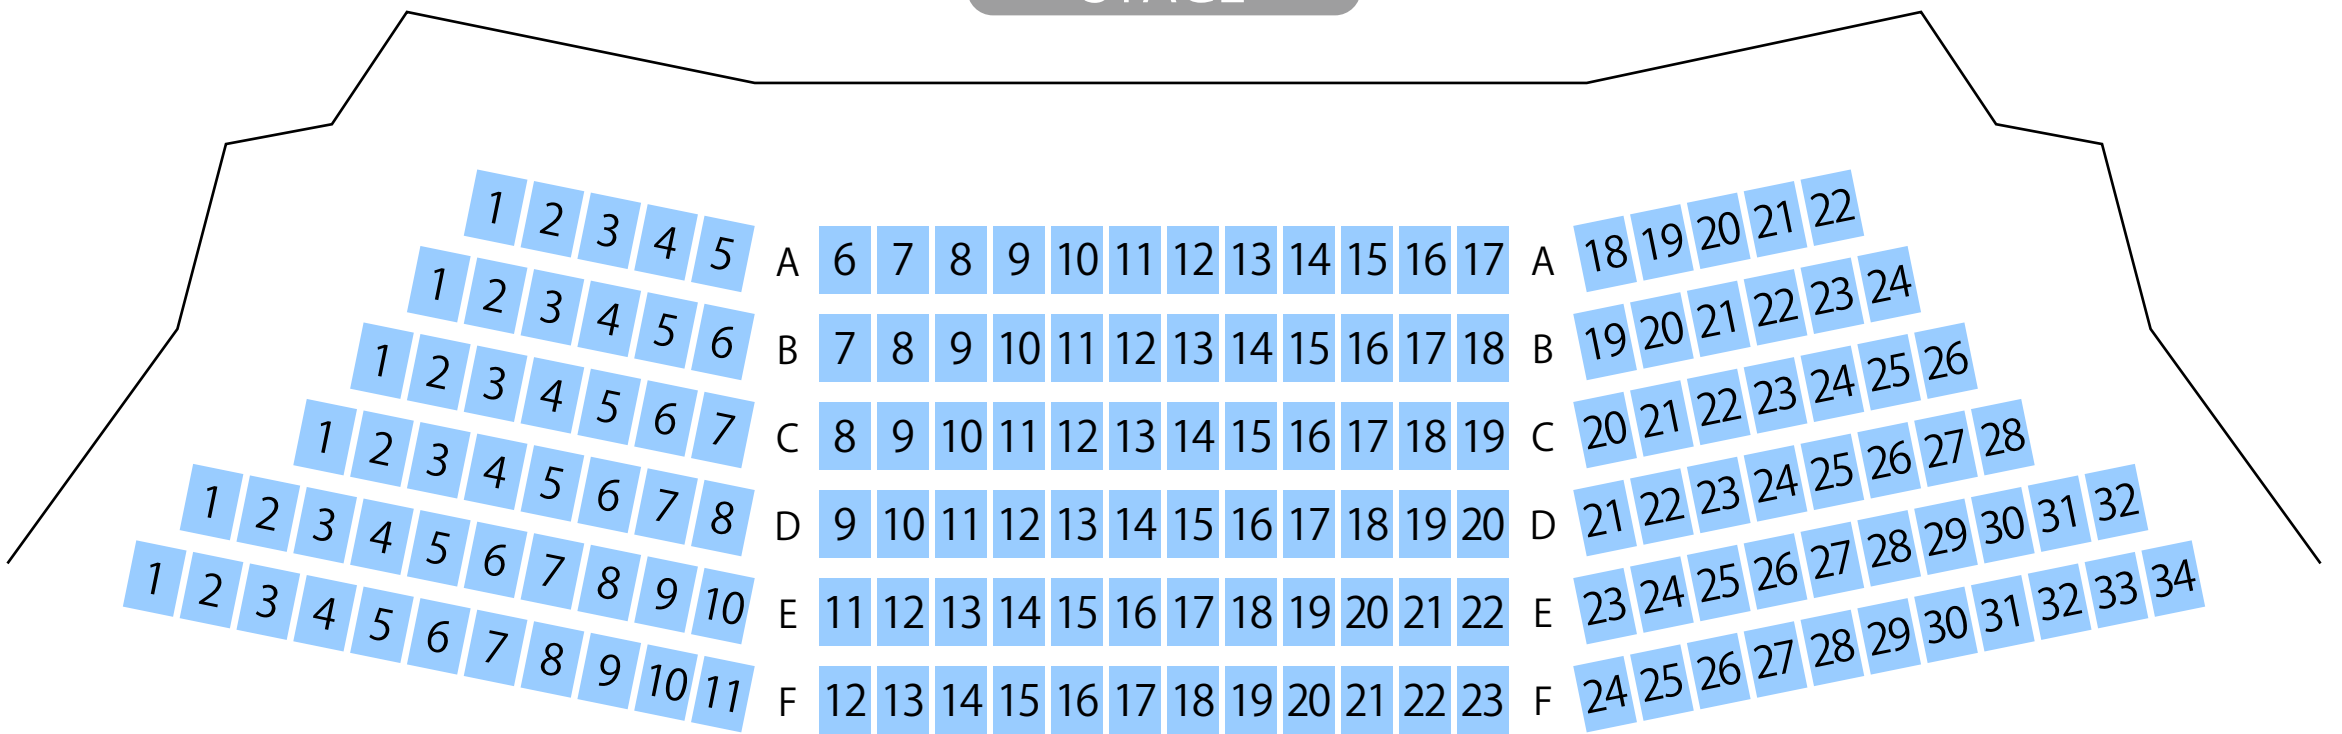 STAGE
1 2 3 4 5 A 6 7 8 9 10 11 12 13 14 15 16 17 A 18 19 20 21 22
1 2 3 4 5 6 B 7 8 9 10 11 12 13 14 15 16 17 18 B 19 20 21 22 23 24
1 2 3 4 5 6 7 C 8 9 10 11 12 13 14 15 16 17 18 19 C 20 21 22 23 24 25 26
1 2 3 4 5 6 7 8 D 9 10 11 12 13 14 15 16 17 18 19 20 D 21 22 23 24 25 26 27 28
1 2 3 4 5 6 7 8 9 10 E 11 12 13 14 15 16 17 18 19 20 21 22 E 23 24 25 26 27 28 29 30 31 32
1 2 3 4 5 6 7 8 9 10 11 F 12 13 14 15 16 17 18 19 20 21 22 23 F 24 25 26 27 28 29 30 31 32 33 34